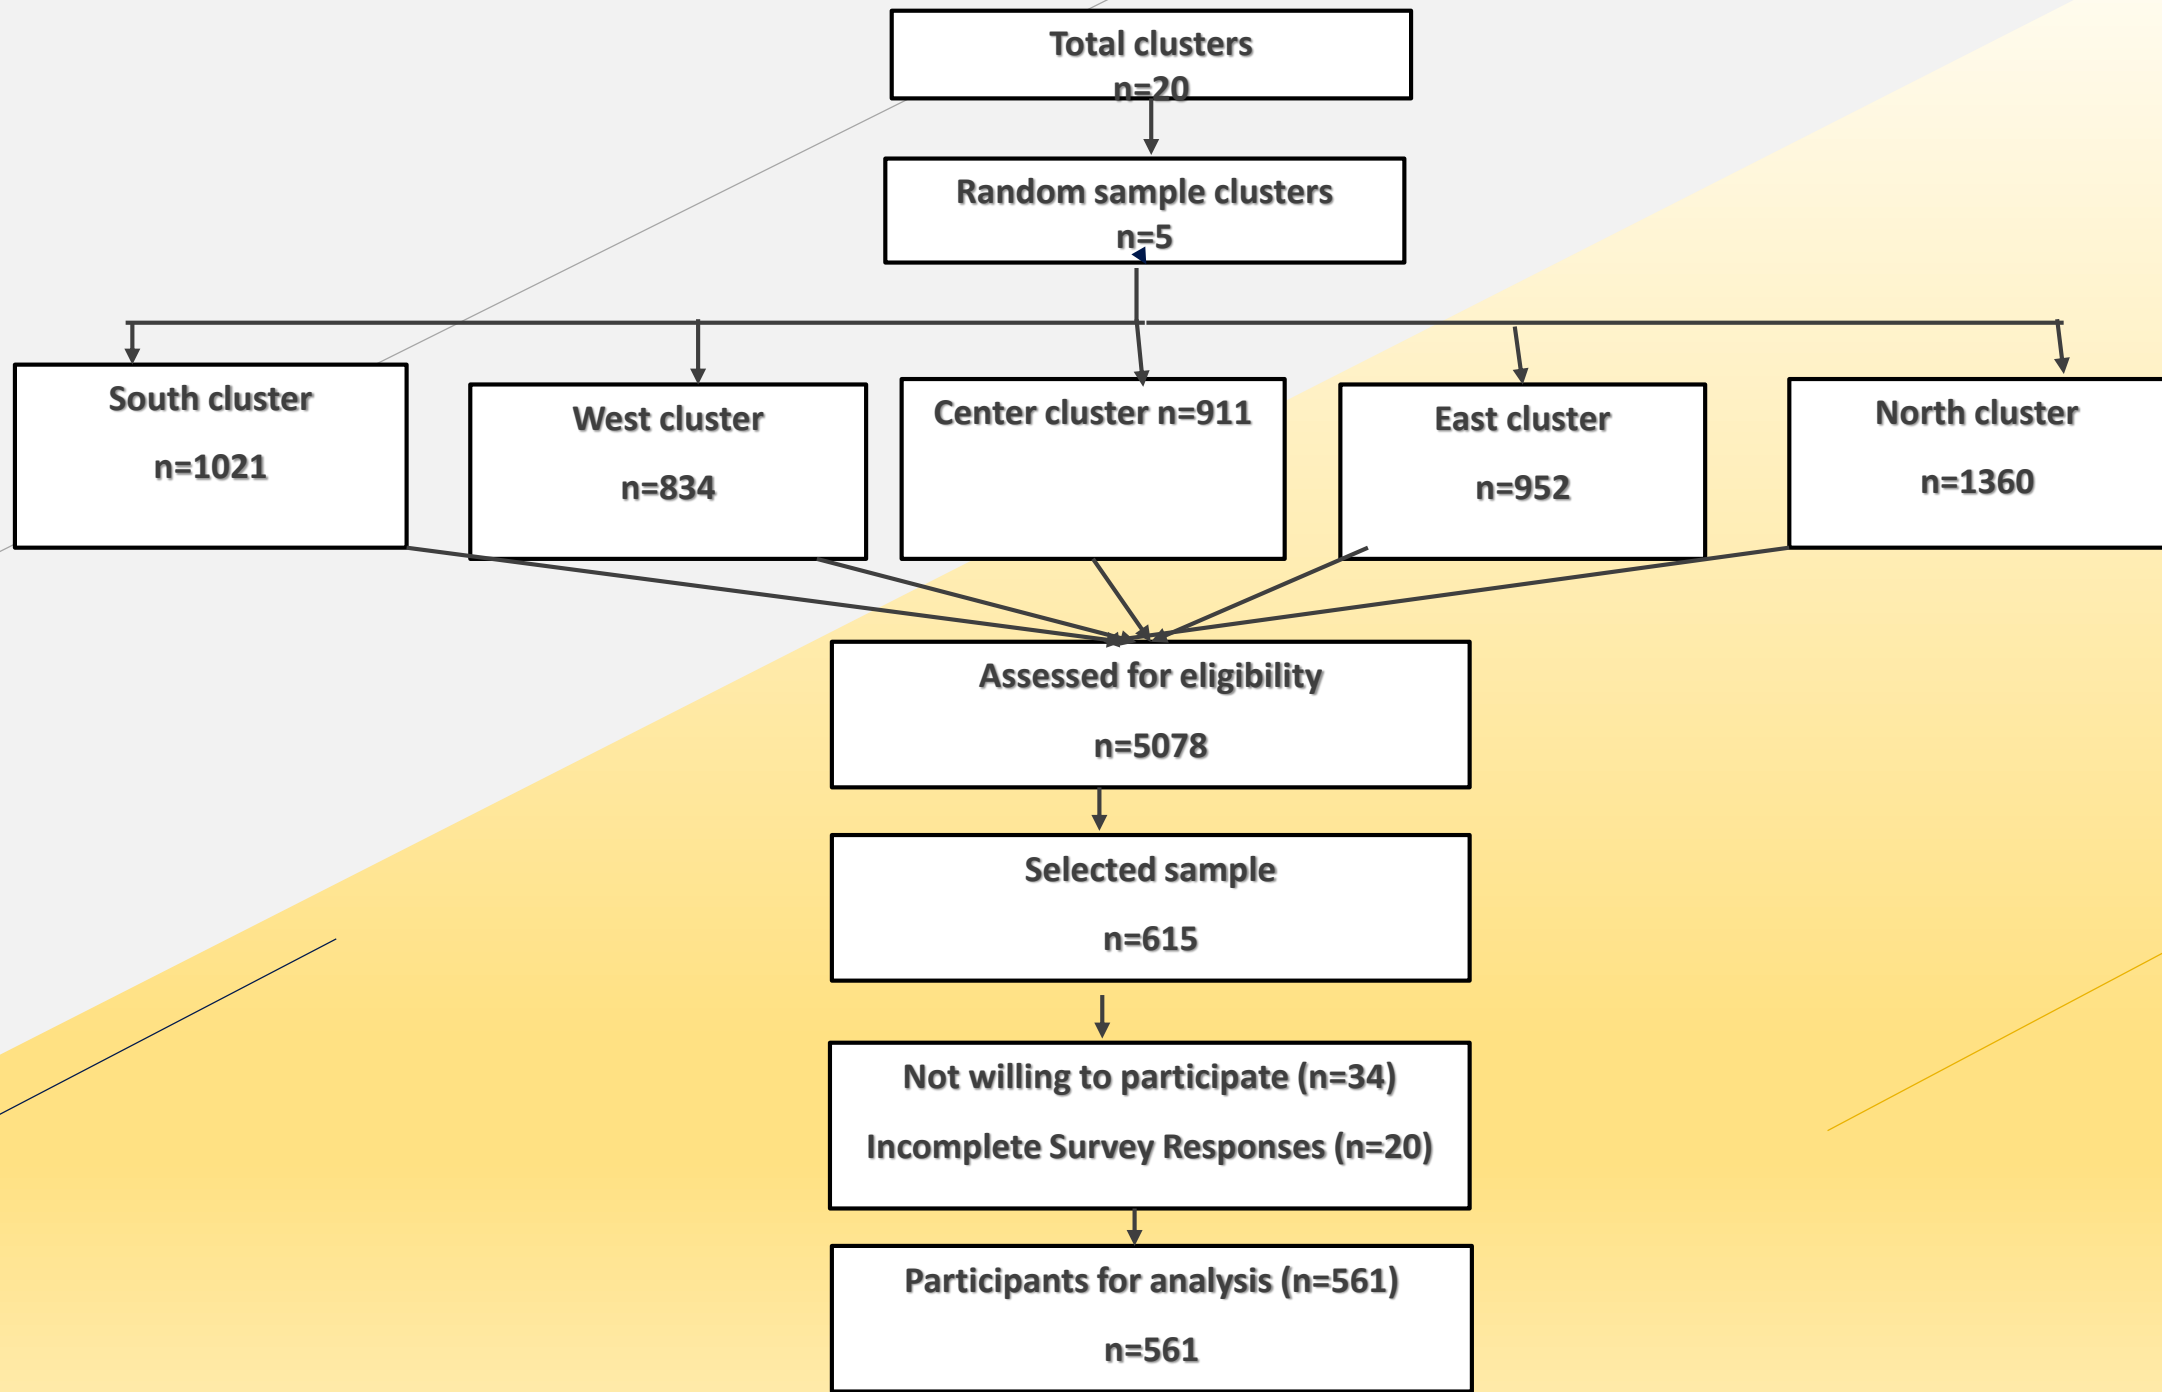 Total clusters
n=20
Random sample clusters
n=5
South cluster
n=1021
West cluster
n=834
Center cluster n=911
East cluster
n=952
North cluster
n=1360
Assessed for eligibility
n=5078
Selected sample
n=615
Not willing to participate (n=34)
Incomplete Survey Responses (n=20)
Participants for analysis (n=561)
n=561